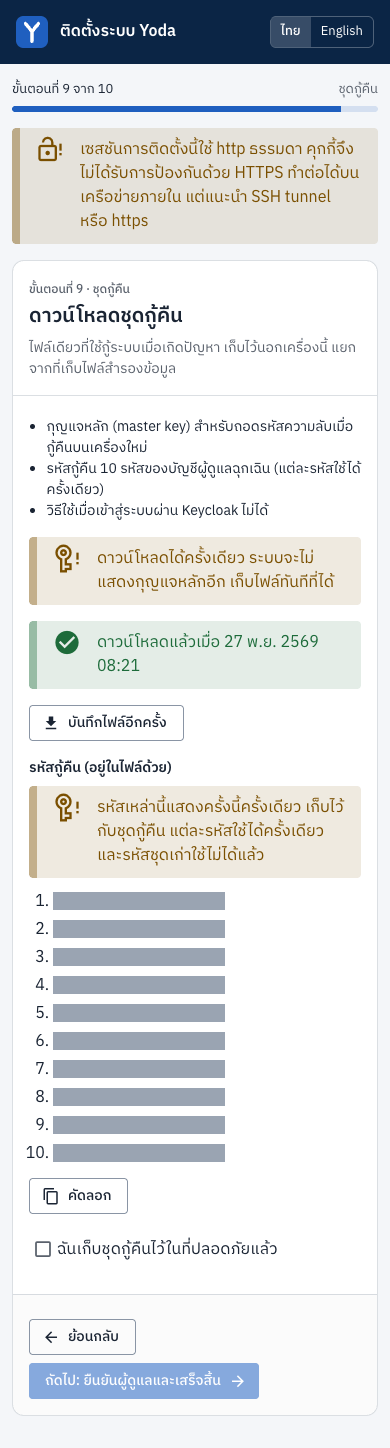 Y ติดตั้งระบบ Yoda ไทย English
ขั้นตอนที่ 9 จาก 10 ชุดกู้คืน
เซสชันการติดตั้งนี้ใช้ http ธรรมดา คุกกี้จึง
ไม่ได้รับการป้องกันด้วย HTTPS ทำต่อได้บน
เครือข่ายภายใน แต่แนะนำ SSH tunnel
หรือ https
ขั้นตอนที่ 9 · ชุดกู้คืน
ดาวน์โหลดชุดกู้คืน
ไฟล์เดียวที่ใช้กู้ระบบเมื่อเกิดปัญหา เก็บไว้นอกเครื่องนี้ แยก
จากที่เก็บไฟล์สำรองข้อมูล
• กุญแจหลัก (master key) สำหรับถอดรหัสความลับเมื่อ
กู้คืนบนเครื่องใหม่
• รหัสกู้คืน 10 รหัสของบัญชีผู้ดูแลฉุกเฉิน (แต่ละรหัสใช้ได้
ครั้งเดียว)
• วิธีใช้เมื่อเข้าสู่ระบบผ่าน Keycloak ไม่ได้
ดาวน์โหลดได้ครั้งเดียว ระบบจะไม่
แสดงกุญแจหลักอีก เก็บไฟล์ทันทีที่ได้
ดาวน์โหลดแล้วเมื่อ 27 พ.ย. 2569
08:21
บันทึกไฟล์อีกครั้ง
รหัสกู้คืน (อยู่ในไฟล์ด้วย)
รหัสเหล่านี้แสดงครั้งนี้ครั้งเดียว เก็บไว้
กับชุดกู้คืน แต่ละรหัสใช้ได้ครั้งเดียว
และรหัสชุดเก่าใช้ไม่ได้แล้ว
1.
2.
3.
4.
5.
6.
7.
8.
9.
10.
คัดลอก
ฉันเก็บชุดกู้คืนไว้ในที่ปลอดภัยแล้ว
ย้อนกลับ
ถัดไป: ยืนยันผู้ดูแลและเสร็จสิ้น